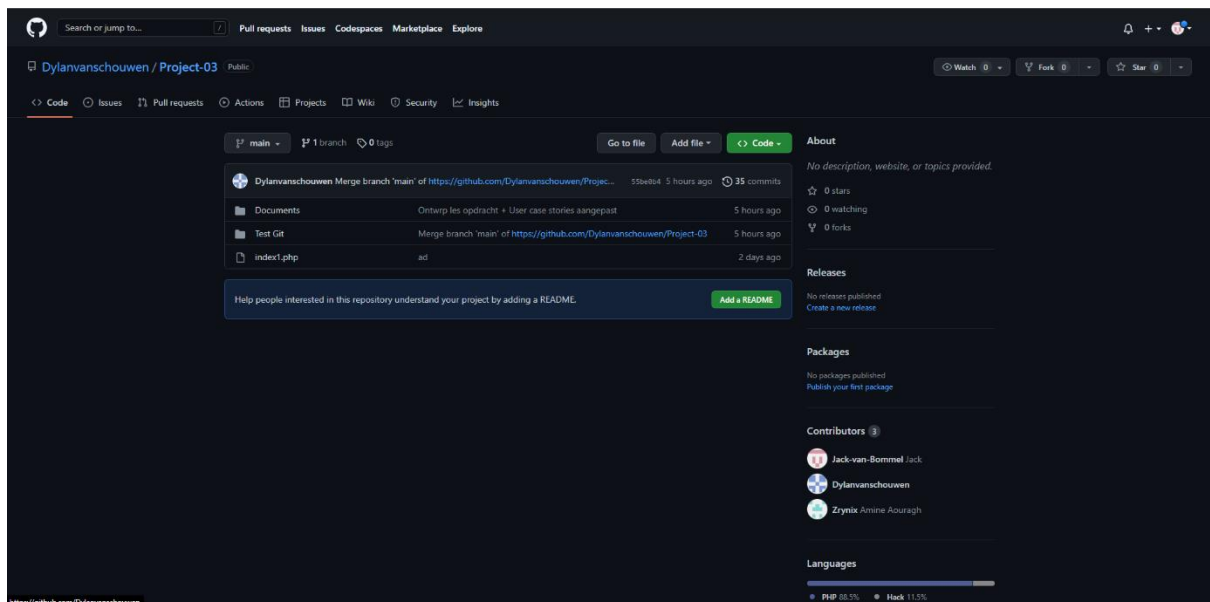 Search or jump to... / Pull requests Issues Codespaces Marketplace Explore
Dylanvanschouwen / Project-03 Public Watch 0 Fork 0 Star 0
<> Code Issues Pull requests Actions Projects Wiki Security Insights
main 1 branch 0 tags Go to file Add file <> Code
Dylanvanschouwen Merge branch 'main' of https://github.com/Dylanvanschouwen/Projec... 5 hours ago 35 commits
Documents Ontwrp les opdracht + User case stories aangepast 5 hours ago
Test Git Merge branch 'main' of https://github.com/Dylanvanschouwen/Project-03 5 hours ago
index1.php ad 2 days ago
Help people interested in this repository understand your project by adding a README. Add a README
About
No description, website, or topics provided.
0 stars
0 watching
0 forks
Releases
No releases published
Create a new release
Packages
No packages published
Publish your first package
Contributors 3
Jack-van-Bommel Jack
Dylanvanschouwen
Zrynix Amine Aouragh
Languages
PHP 88.5% Hack 11.5%